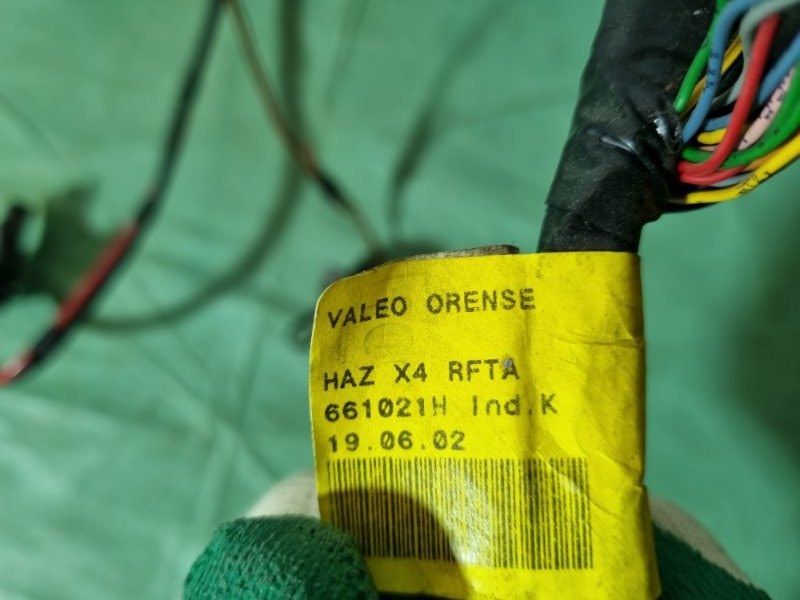 VALEO ORENSE
HAZ X4 RFTA
661021H Ind.K
19.06.02